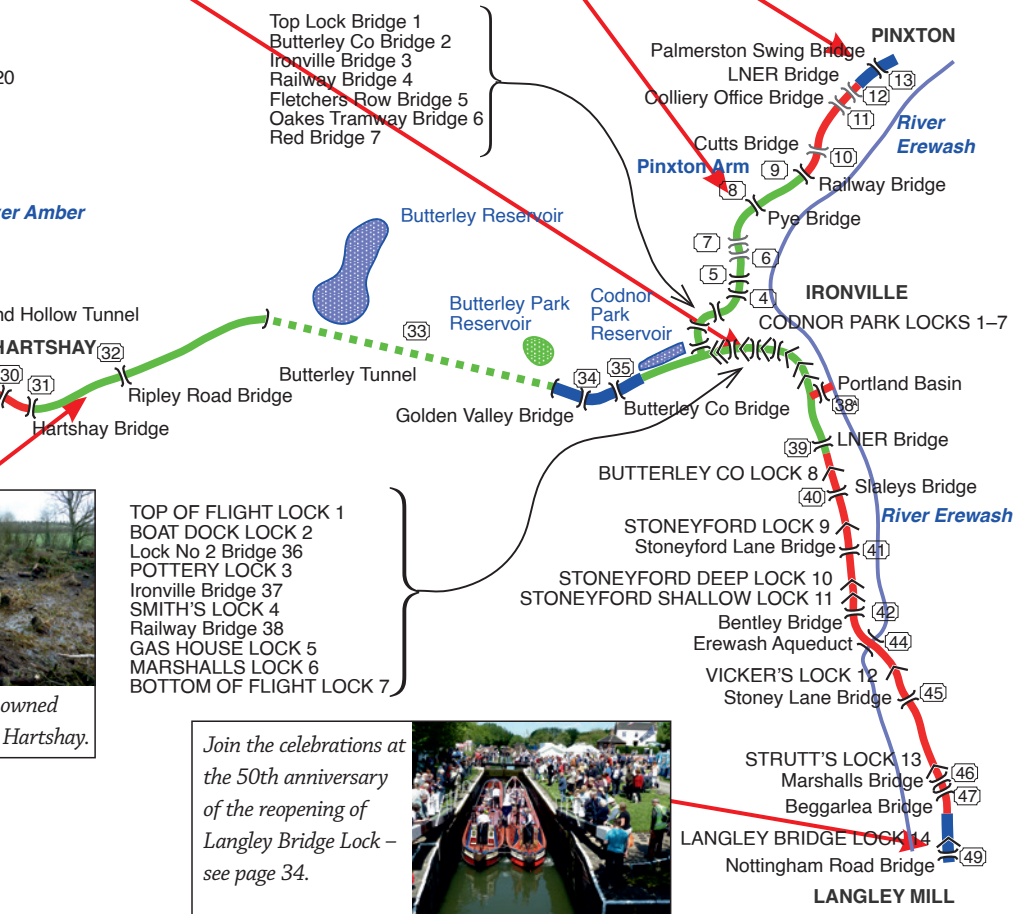 Top Lock Bridge 1
Butterley Co Bridge 2
Ironville Bridge 3
Railway Bridge 4
Fletchers Row Bridge 5
Oakes Tramway Bridge 6
Red Bridge 7
20
PINXTON
Palmerston Swing Bridge
LNER Bridge
13
12
Colliery Office Bridge
11
River
Erewash
Cutts Bridge
10
Pinxton Arm
9
Railway Bridge
8
Pye Bridge
7
6
5
4
er Amber
Butterley Reservoir
Butterley Park
Reservoir
Codnor
Park
Reservoir
IRONVILLE
CODNOR PARK LOCKS 1–7
nd Hollow Tunnel
HARTSHAY
32
33
30
31
Ripley Road Bridge
Hartshay Bridge
Butterley Tunnel
34
35
Golden Valley Bridge
Butterley Co Bridge
Portland Basin
38A
39
LNER Bridge
BUTTERLEY CO LOCK 8
40
Slaleys Bridge
River Erewash
STONEYFORD LOCK 9
Stoneyford Lane Bridge
41
STONEYFORD DEEP LOCK 10
STONEYFORD SHALLOW LOCK 11
42
Bentley Bridge
Erewash Aqueduct
44
VICKER'S LOCK 12
Stoney Lane Bridge
45
STRUTT'S LOCK 13
46
Marshalls Bridge
47
Beggarlea Bridge
LANGLEY BRIDGE LOCK 14
Nottingham Road Bridge
49
LANGLEY MILL
TOP OF FLIGHT LOCK 1
BOAT DOCK LOCK 2
Lock No 2 Bridge 36
POTTERY LOCK 3
Ironville Bridge 37
SMITH'S LOCK 4
Railway Bridge 38
GAS HOUSE LOCK 5
MARSHALLS LOCK 6
BOTTOM OF FLIGHT LOCK 7
owned
Hartshay.
Join the celebrations at
the 50th anniversary
of the reopening of
Langley Bridge Lock –
see page 34.